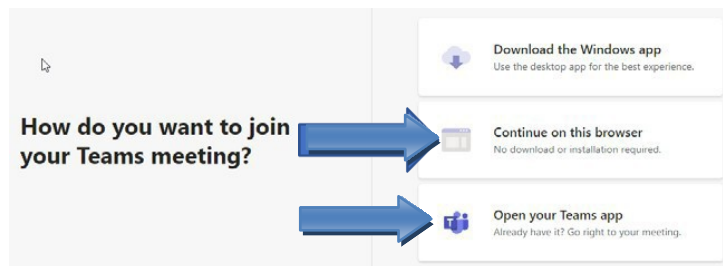 How do you want to join
your Teams meeting?
Download the Windows app
Use the desktop app for the best experience.
Continue on this browser
No download or installation required.
Open your Teams app
Already have it? Go right to your meeting.